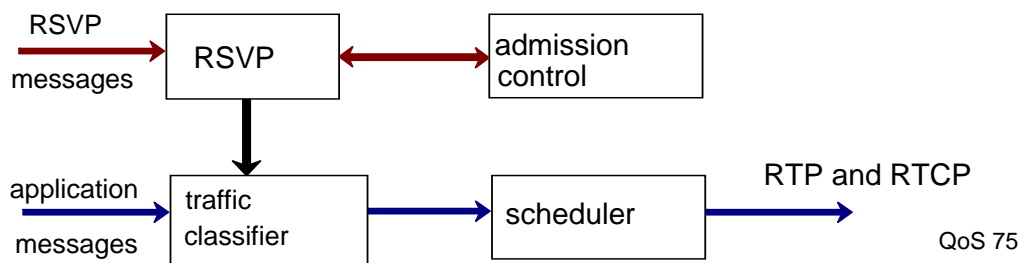 RSVP
messages
RSVP
admission
control
application
messages
traffic
classifier
scheduler
RTP and RTCP
QoS 75